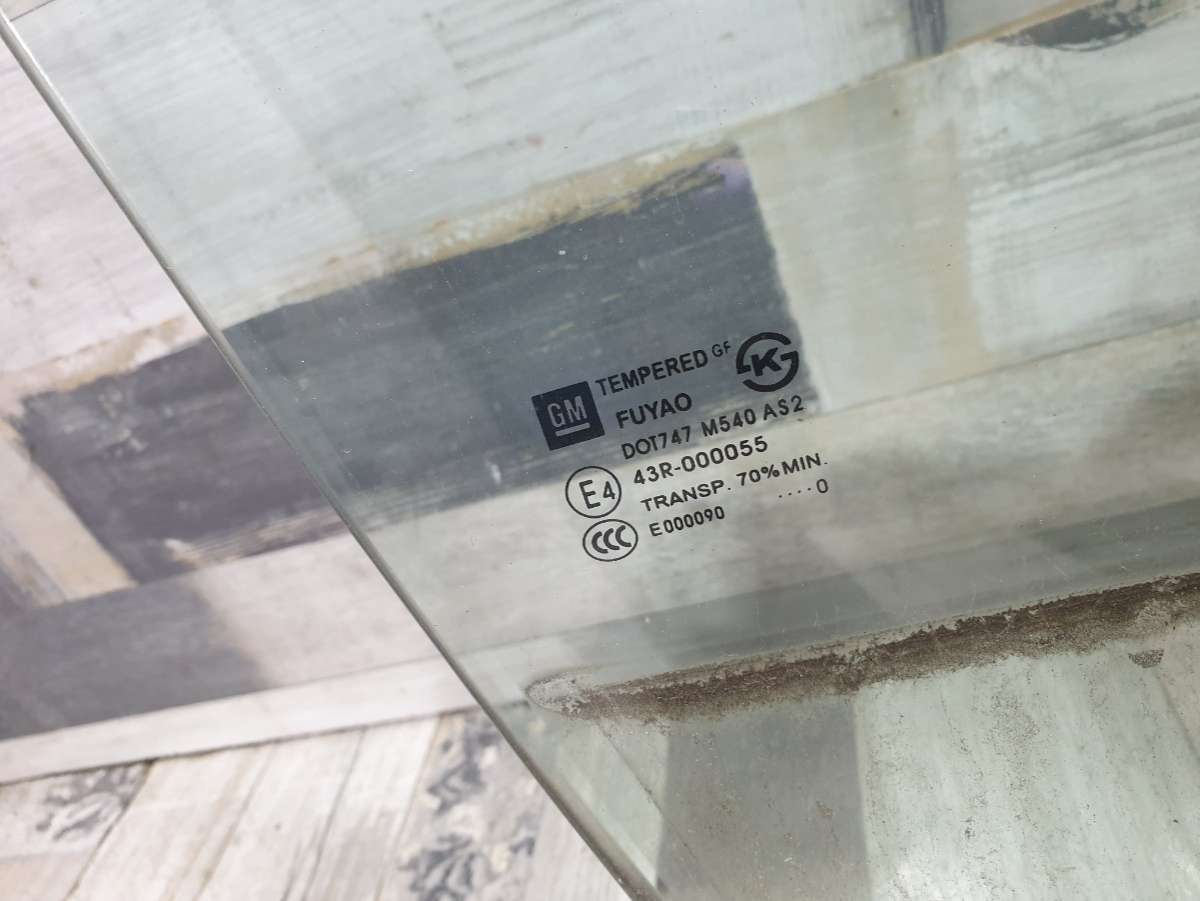 GM TEMPERED GF K
FUYAO
DOT747 M540 AS2
E4 43R-000055
TRANSP. 70% MIN.
CCC E000090 ....0